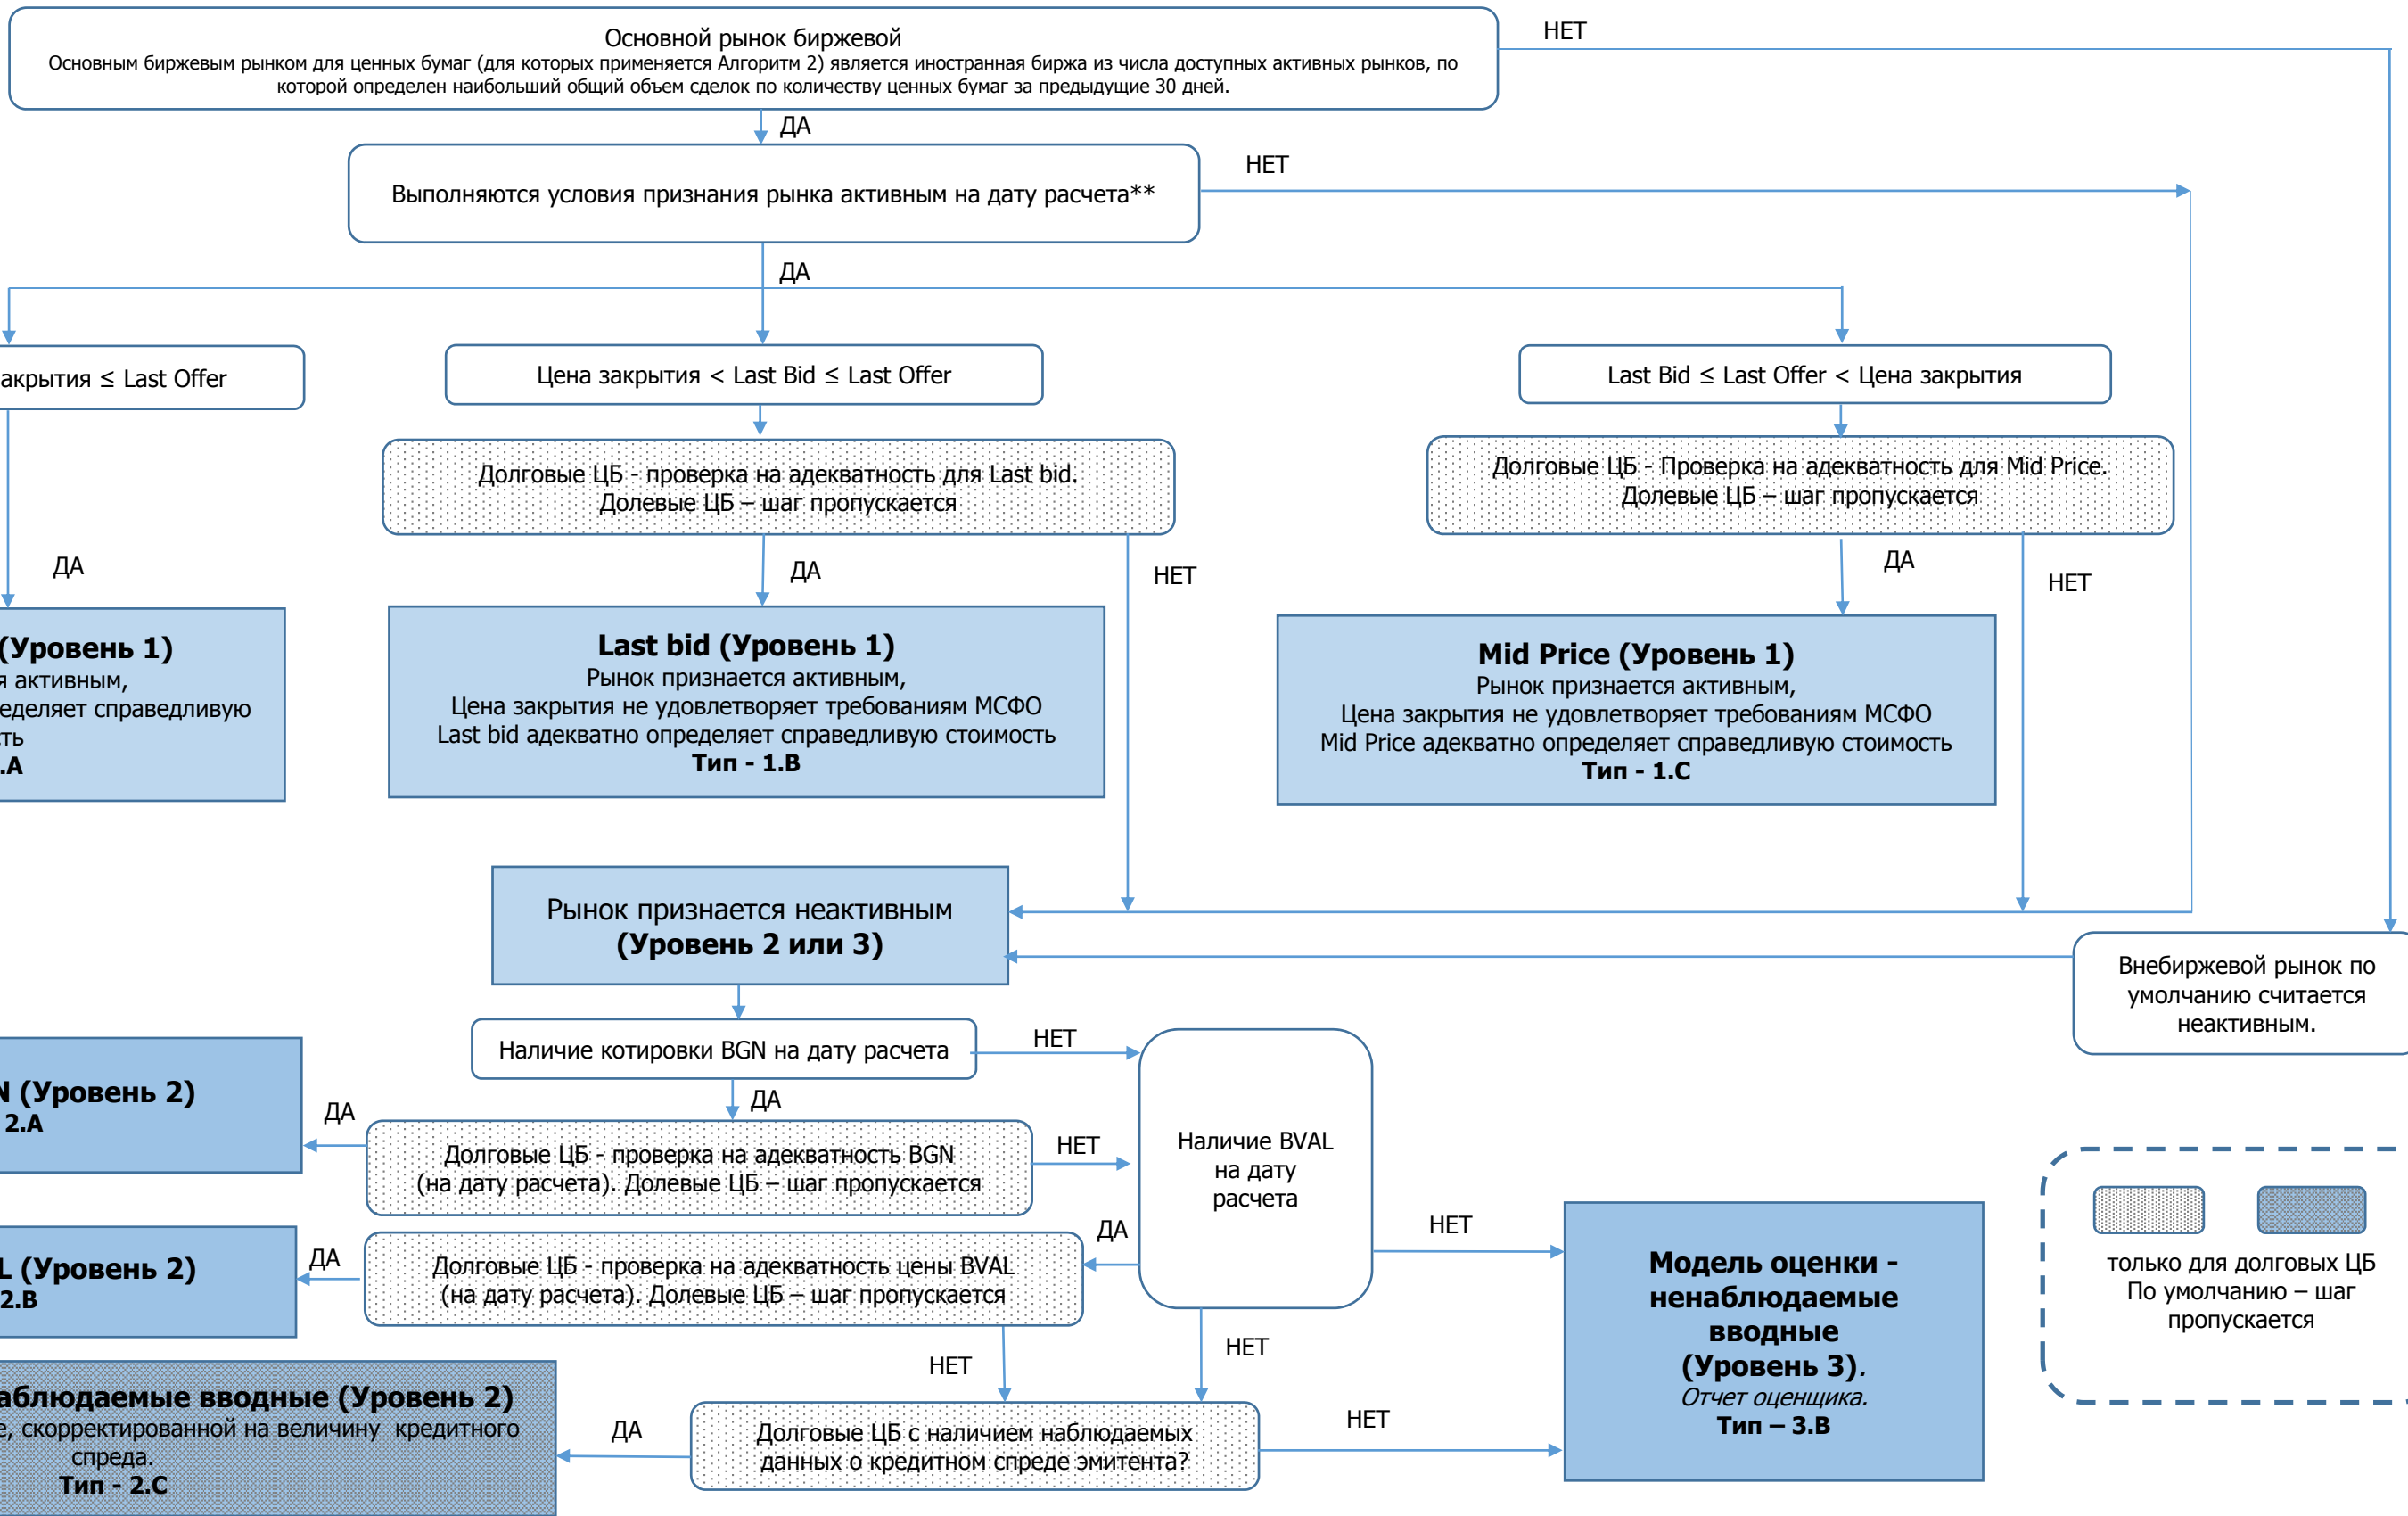 Основной рынок биржевой
НЕТ
Основным биржевым рынком для ценных бумаг (для которых применяется Алгоритм 2) является иностранная биржа из числа доступных активных рынков, по
которой определен наибольший общий объем сделок по количеству ценных бумаг за предыдущие 30 дней.
ДА
Выполняются условия признания рынка активным на дату расчета**
НЕТ
ДА
акрытия ≤ Last Offer
Цена закрытия < Last Bid ≤ Last Offer
Last Bid ≤ Last Offer < Цена закрытия
Долговые ЦБ - проверка на адекватность для Last bid.
Долевые ЦБ – шаг пропускается
Долговые ЦБ - Проверка на адекватность для Mid Price.
Долевые ЦБ – шаг пропускается
ДА
ДА
НЕТ
ДА
НЕТ
(Уровень 1)
я активным,
еделяет справедливую
ть
.A
Last bid (Уровень 1)
Рынок признается активным,
Цена закрытия не удовлетворяет требованиям МСФО
Last bid адекватно определяет справедливую стоимость
Тип - 1.B
Mid Price (Уровень 1)
Рынок признается активным,
Цена закрытия не удовлетворяет требованиям МСФО
Mid Price адекватно определяет справедливую стоимость
Тип - 1.C
Рынок признается неактивным
(Уровень 2 или 3)
Внебиржевой рынок по
умолчанию считается
неактивным.
Наличие котировки BGN на дату расчета
НЕТ
ДА
N (Уровень 2)
2.A
ДА
Долговые ЦБ - проверка на адекватность BGN
(на дату расчета). Долевые ЦБ – шаг пропускается
НЕТ
Наличие BVAL
на дату
расчета
L (Уровень 2)
2.B
ДА
Долговые ЦБ - проверка на адекватность цены BVAL
(на дату расчета). Долевые ЦБ – шаг пропускается
ДА
НЕТ
Модель оценки -
ненаблюдаемые
вводные
(Уровень 3).
Отчет оценщика.
Тип – 3.B
только для долговых ЦБ
По умолчанию – шаг
пропускается
НЕТ
НЕТ
аблюдаемые вводные (Уровень 2)
е, скорректированной на величину кредитного
спреда.
Тип - 2.C
ДА
Долговые ЦБ с наличием наблюдаемых
данных о кредитном спреде эмитента?
НЕТ